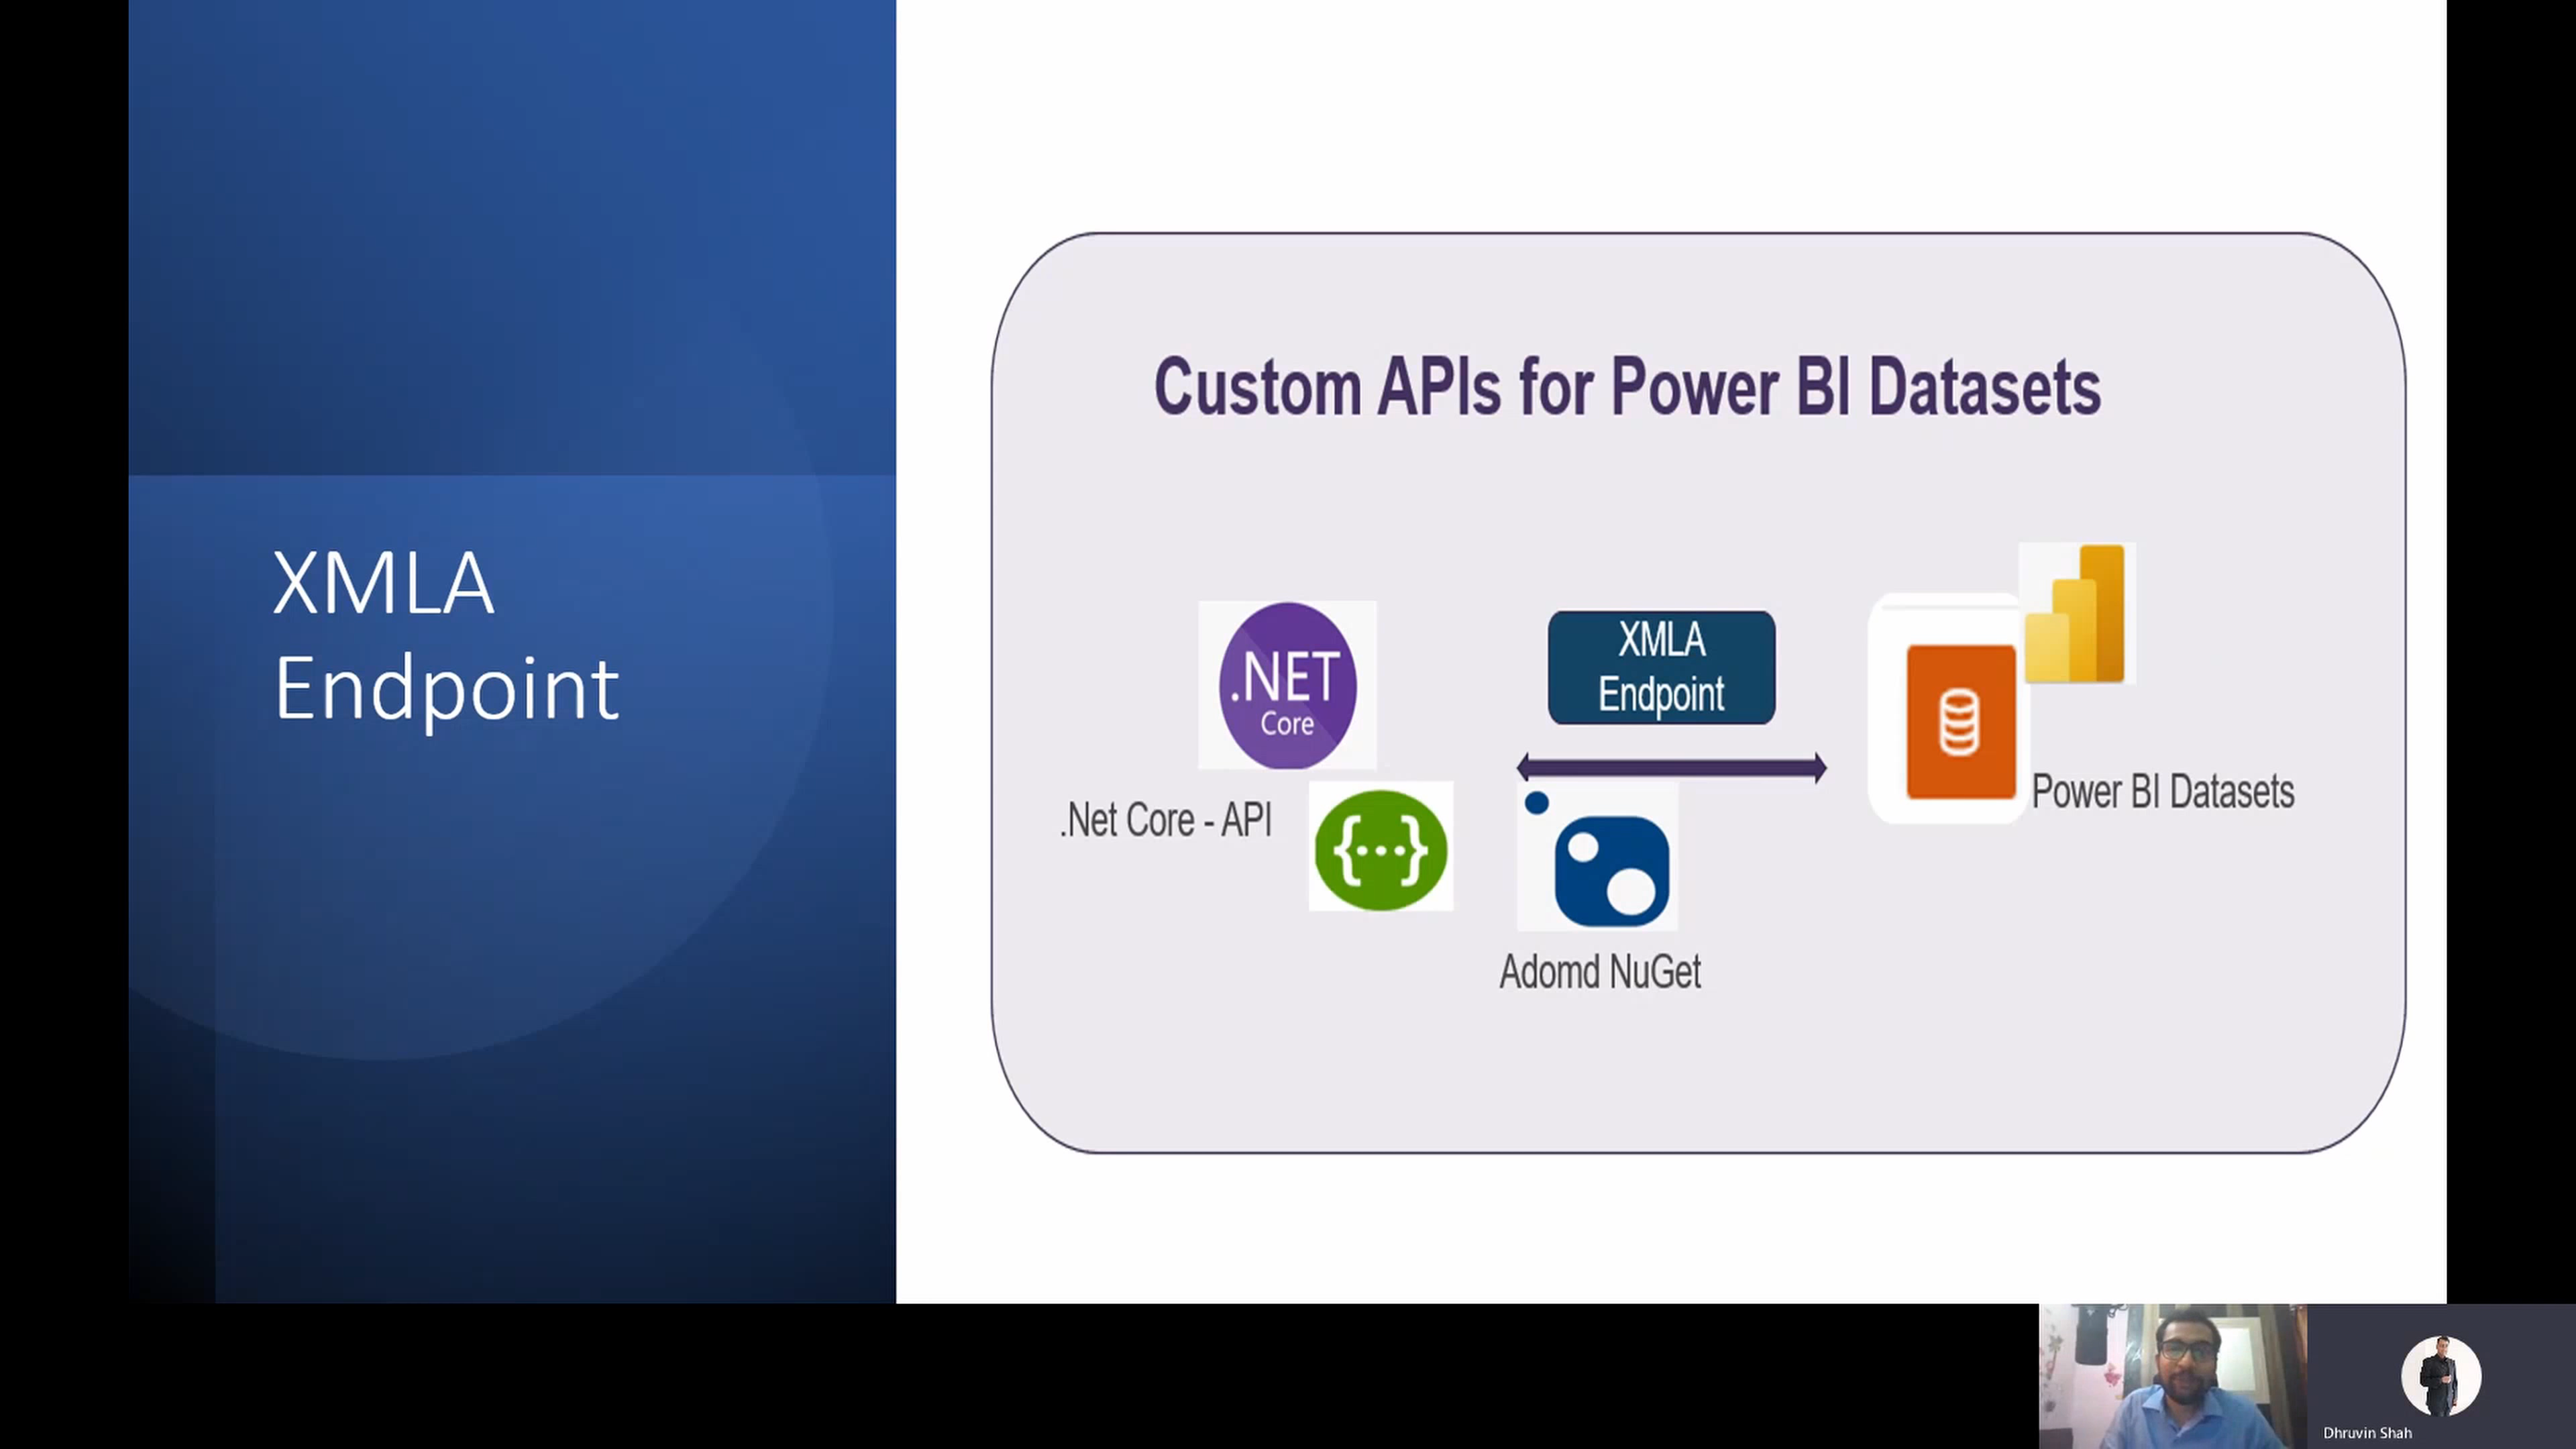 XMLA
Endpoint
Custom APIs for Power BI Datasets
.NET
Core
XMLA
Endpoint
.Net Core - API
{···}
Power BI Datasets
Adomd NuGet
Dhruvin Shah